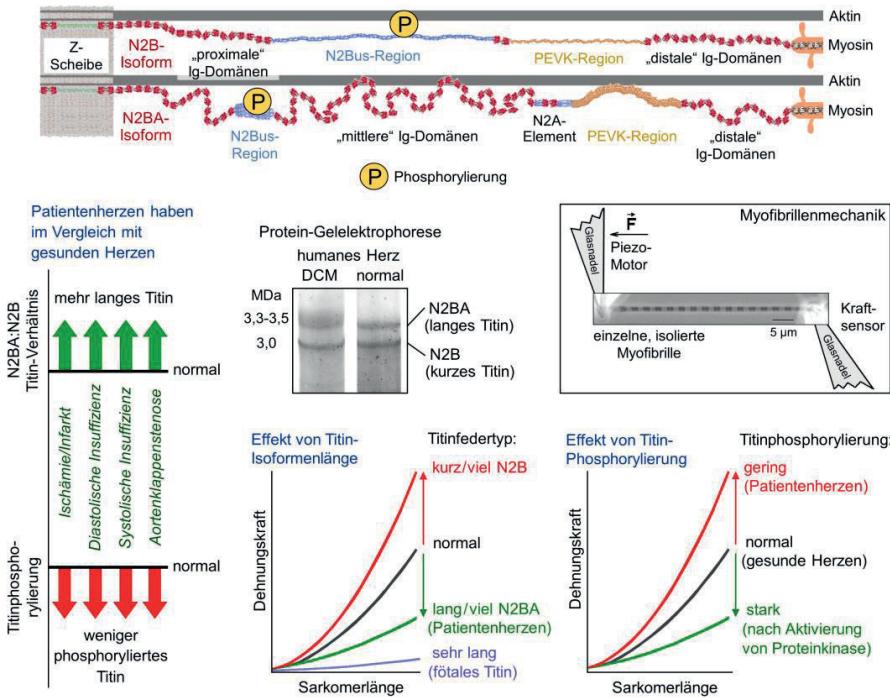 Aktin
Z-
Scheibe
N2B-
Isoform
„proximale“
Ig-Domänen
P
N2Bus-Region
PEVK-Region
„distale“ Ig-Domänen
Myosin
Aktin
N2BA-
Isoform
P
N2Bus-
Region
„mittlere“ Ig-Domänen
N2A-
Element
PEVK-Region
„distale“
Ig-Domänen
Myosin
P Phosphorylierung
Patientenherzen haben
im Vergleich mit
gesunden Herzen
N2BA:N2B
Titin-Verhältnis
mehr langes Titin
normal
Ischämie/Infarkt
Diastolische Insuffizienz
Systolische Insuffizienz
Aortenklappenstenose
normal
Titinphospho-
rylierung
weniger
phosphoryliertes
Titin
Protein-Gelelektrophorese
humanes Herz
DCM normal
MDa
3,3–3,5
3,0
N2BA
(langes Titin)
N2B
(kurzes Titin)
Myofibrillenmechanik
Glasnadel
F
Piezo-
Motor
Kraft-
sensor
5 µm
einzelne, isolierte
Myofibrille
Glasnadel
Effekt von Titin-
Isoformenlänge
Titinfedertyp:
kurz/viel N2B
normal
lang/viel N2BA
(Patientenherzen)
sehr lang
(fötales Titin)
Dehnungskraft
Sarkomerlänge
Effekt von Titin-
Phosphorylierung
Titinphosphorylierung:
gering
(Patientenherzen)
normal
(gesunde Herzen)
stark
(nach Aktivierung
von Proteinkinase)
Dehnungskraft
Sarkomerlänge